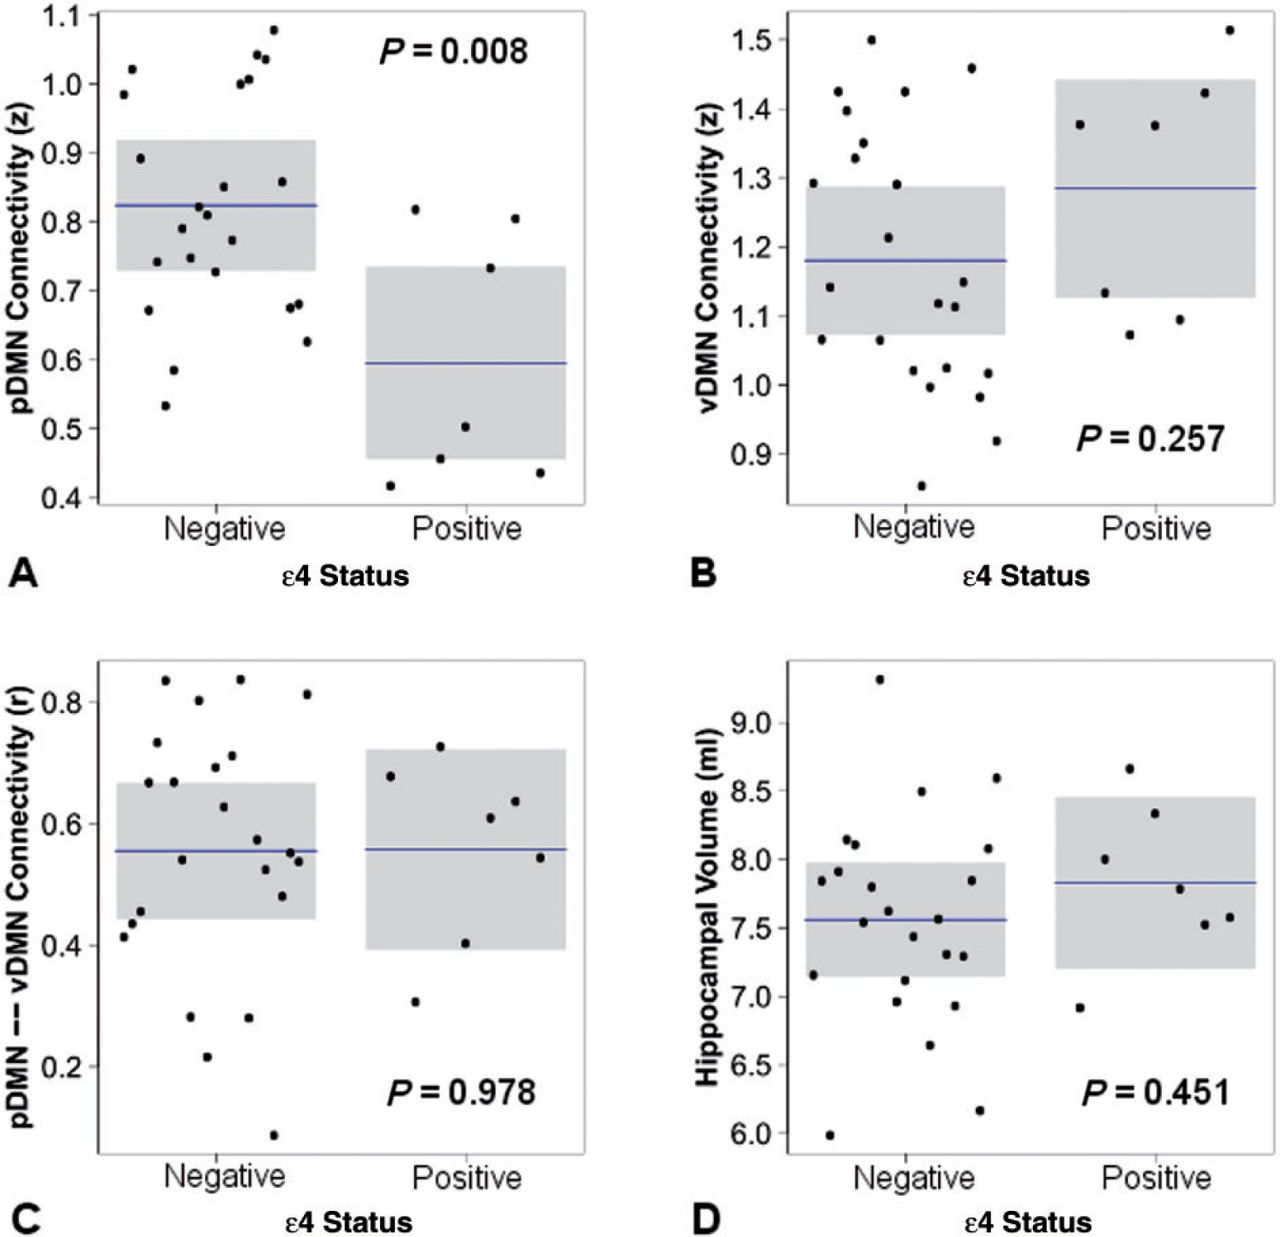 pDMN Connectivity (z)
1.1
1.0
0.9
0.8
0.7
0.6
0.5
0.4
P = 0.008
Negative
Positive
A
ε4 Status
vDMN Connectivity (z)
1.5
1.4
1.3
1.2
1.1
1.0
0.9
P = 0.257
Negative
Positive
B
ε4 Status
pDMN -- vDMN Connectivity (r)
0.8
0.6
0.4
0.2
P = 0.978
Negative
Positive
C
ε4 Status
Hippocampal Volume (ml)
9.0
8.5
8.0
7.5
7.0
6.5
6.0
P = 0.451
Negative
Positive
D
ε4 Status